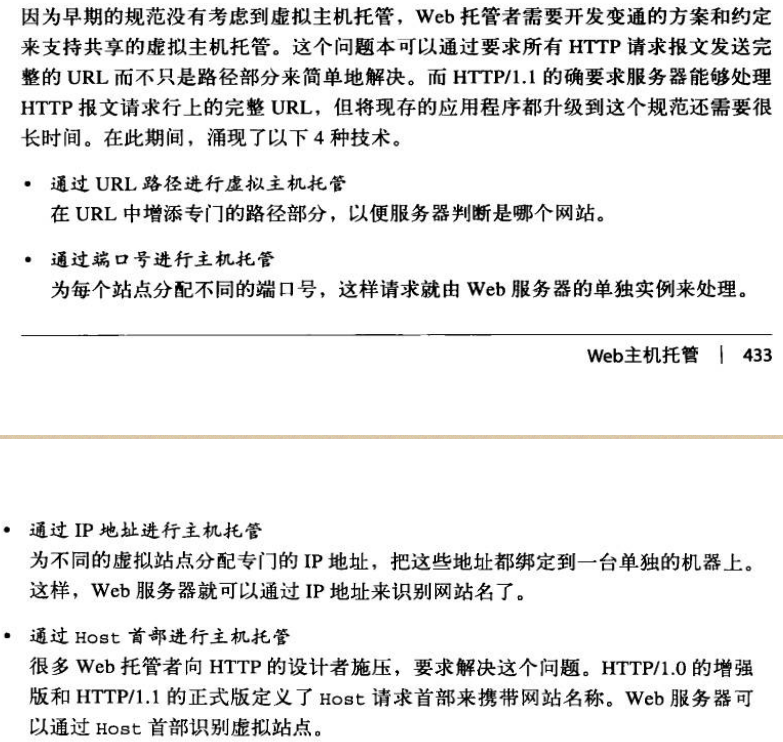 因为早期的规范没有考虑到虚拟主机托管，Web 托管者需要开发变通的方案和约定
来支持共享的虚拟主机托管。这个问题本可以通过要求所有 HTTP 请求报文发送完
整的 URL 而不只是路径部分来简单地解决。而 HTTP/1.1 的确要求服务器能够处理
HTTP 报文请求行上的完整 URL，但将现存的应用程序都升级到这个规范还需要很
长时间。在此期间，涌现了以下 4 种技术。
• 通过 URL 路径进行虚拟主机托管
在 URL 中增添专门的路径部分，以便服务器判断是哪个网站。
• 通过端口号进行主机托管
为每个站点分配不同的端口号，这样请求就由 Web 服务器的单独实例来处理。
Web主机托管 | 433
• 通过 IP 地址进行主机托管
为不同的虚拟站点分配专门的 IP 地址，把这些地址都绑定到一台单独的机器上。
这样，Web 服务器就可以通过 IP 地址来识别网站名了。
• 通过 Host 首部进行主机托管
很多 Web 托管者向 HTTP 的设计者施压，要求解决这个问题。HTTP/1.0 的增强
版和 HTTP/1.1 的正式版定义了 Host 请求首部来携带网站名称。Web 服务器可
以通过 Host 首部识别虚拟站点。